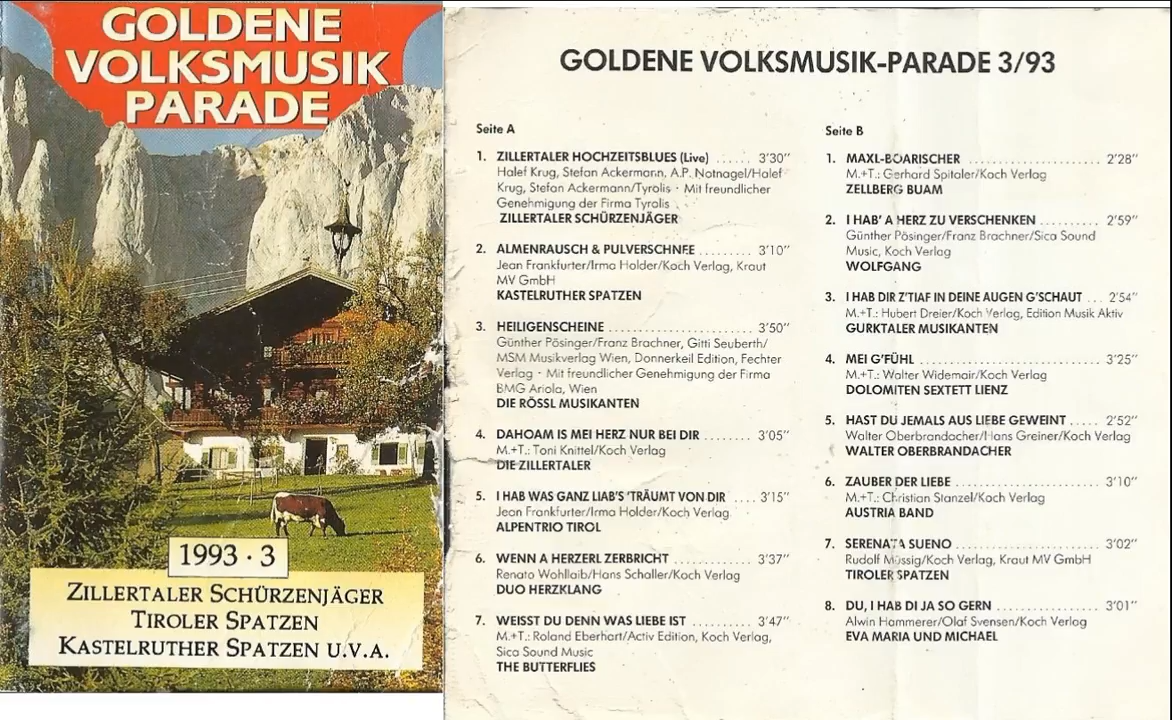 GOLDENE
VOLKSMUSIK
PARADE
1993 · 3
ZILLERTALER SCHÜRZENJÄGER
TIROLER SPATZEN
KASTELRUTHER SPATZEN U.V.A.
GOLDENE VOLKSMUSIK-PARADE 3/93
Seite A
1. ZILLERTALER HOCHZEITSBLUES (Live) ...... 3'30"
Halef Krug, Stefan Ackermann, A.P. Notnagel/Halef
Krug, Stefan Ackermann/Tyrolis · Mit freundlicher
Genehmigung der Firma Tyrolis
ZILLERTALER SCHÜRZENJÄGER
2. ALMENRAUSCH & PULVERSCHNEE ......... 3'10"
Jean Frankfurter/Irma Holder/Koch Verlag, Kraut
MV GmbH
KASTELRUTHER SPATZEN
3. HEILIGENSCHEINE ............................. 3'50"
Günther Pösinger/Franz Brachner, Gitti Seuberth/
MSM Musikverlag Wien, Donnerkeil Edition, Fechter
Verlag · Mit freundlicher Genehmigung der Firma
BMG Ariola, Wien
DIE RÖSSL MUSIKANTEN
4. DAHOAM IS MEI HERZ NUR BEI DIR ........ 3'05"
M.+T.: Toni Knittel/Koch Verlag
DIE ZILLERTALER
5. I HAB WAS GANZ LIAB'S 'TRÄUMT VON DIR .... 3'15"
Jean Frankfurter/Irma Holder/Koch Verlag
ALPENTRIO TIROL
6. WENN A HERZERL ZERBRICHT .............. 3'37"
Renato Wohllaib/Hans Schaller/Koch Verlag
DUO HERZKLANG
7. WEISST DU DENN WAS LIEBE IST .......... 3'47"
M.+T.: Roland Eberhart/Activ Edition, Koch Verlag,
Sica Sound Music
THE BUTTERFLIES
Seite B
1. MAXL-BOARISCHER ...................... 2'28"
M.+T.: Gerhard Spitaler/Koch Verlag
ZELLBERG BUAM
2. I HAB' A HERZ ZU VERSCHENKEN .......... 2'59"
Günther Pösinger/Franz Brachner/Sica Sound
Music, Koch Verlag
WOLFGANG
3. I HAB DIR Z'TIAF IN DEINE AUGEN G'SCHAUT ... 2'54"
M.+T.: Hubert Dreier/Koch Verlag, Edition Musik Aktiv
GURKTALER MUSIKANTEN
4. MEI G'FÜHL ................................ 3'25"
M.+T.: Walter Widemair/Koch Verlag
DOLOMITEN SEXTETT LIENZ
5. HAST DU JEMALS AUS LIEBE GEWEINT ..... 2'52"
Walter Oberbrandacher/Hans Greiner/Koch Verlag
WALTER OBERBRANDACHER
6. ZAUBER DER LIEBE ......................... 3'10"
M.+T.: Christian Stanzel/Koch Verlag
AUSTRIA BAND
7. SERENATA SUENO ......................... 3'02"
Rudolf Müssig/Koch Verlag, Kraut MV GmbH
TIROLER SPATZEN
8. DU, I HAB DI JA SO GERN ................. 3'01"
Alwin Hammerer/Olaf Svensen/Koch Verlag
EVA MARIA UND MICHAEL